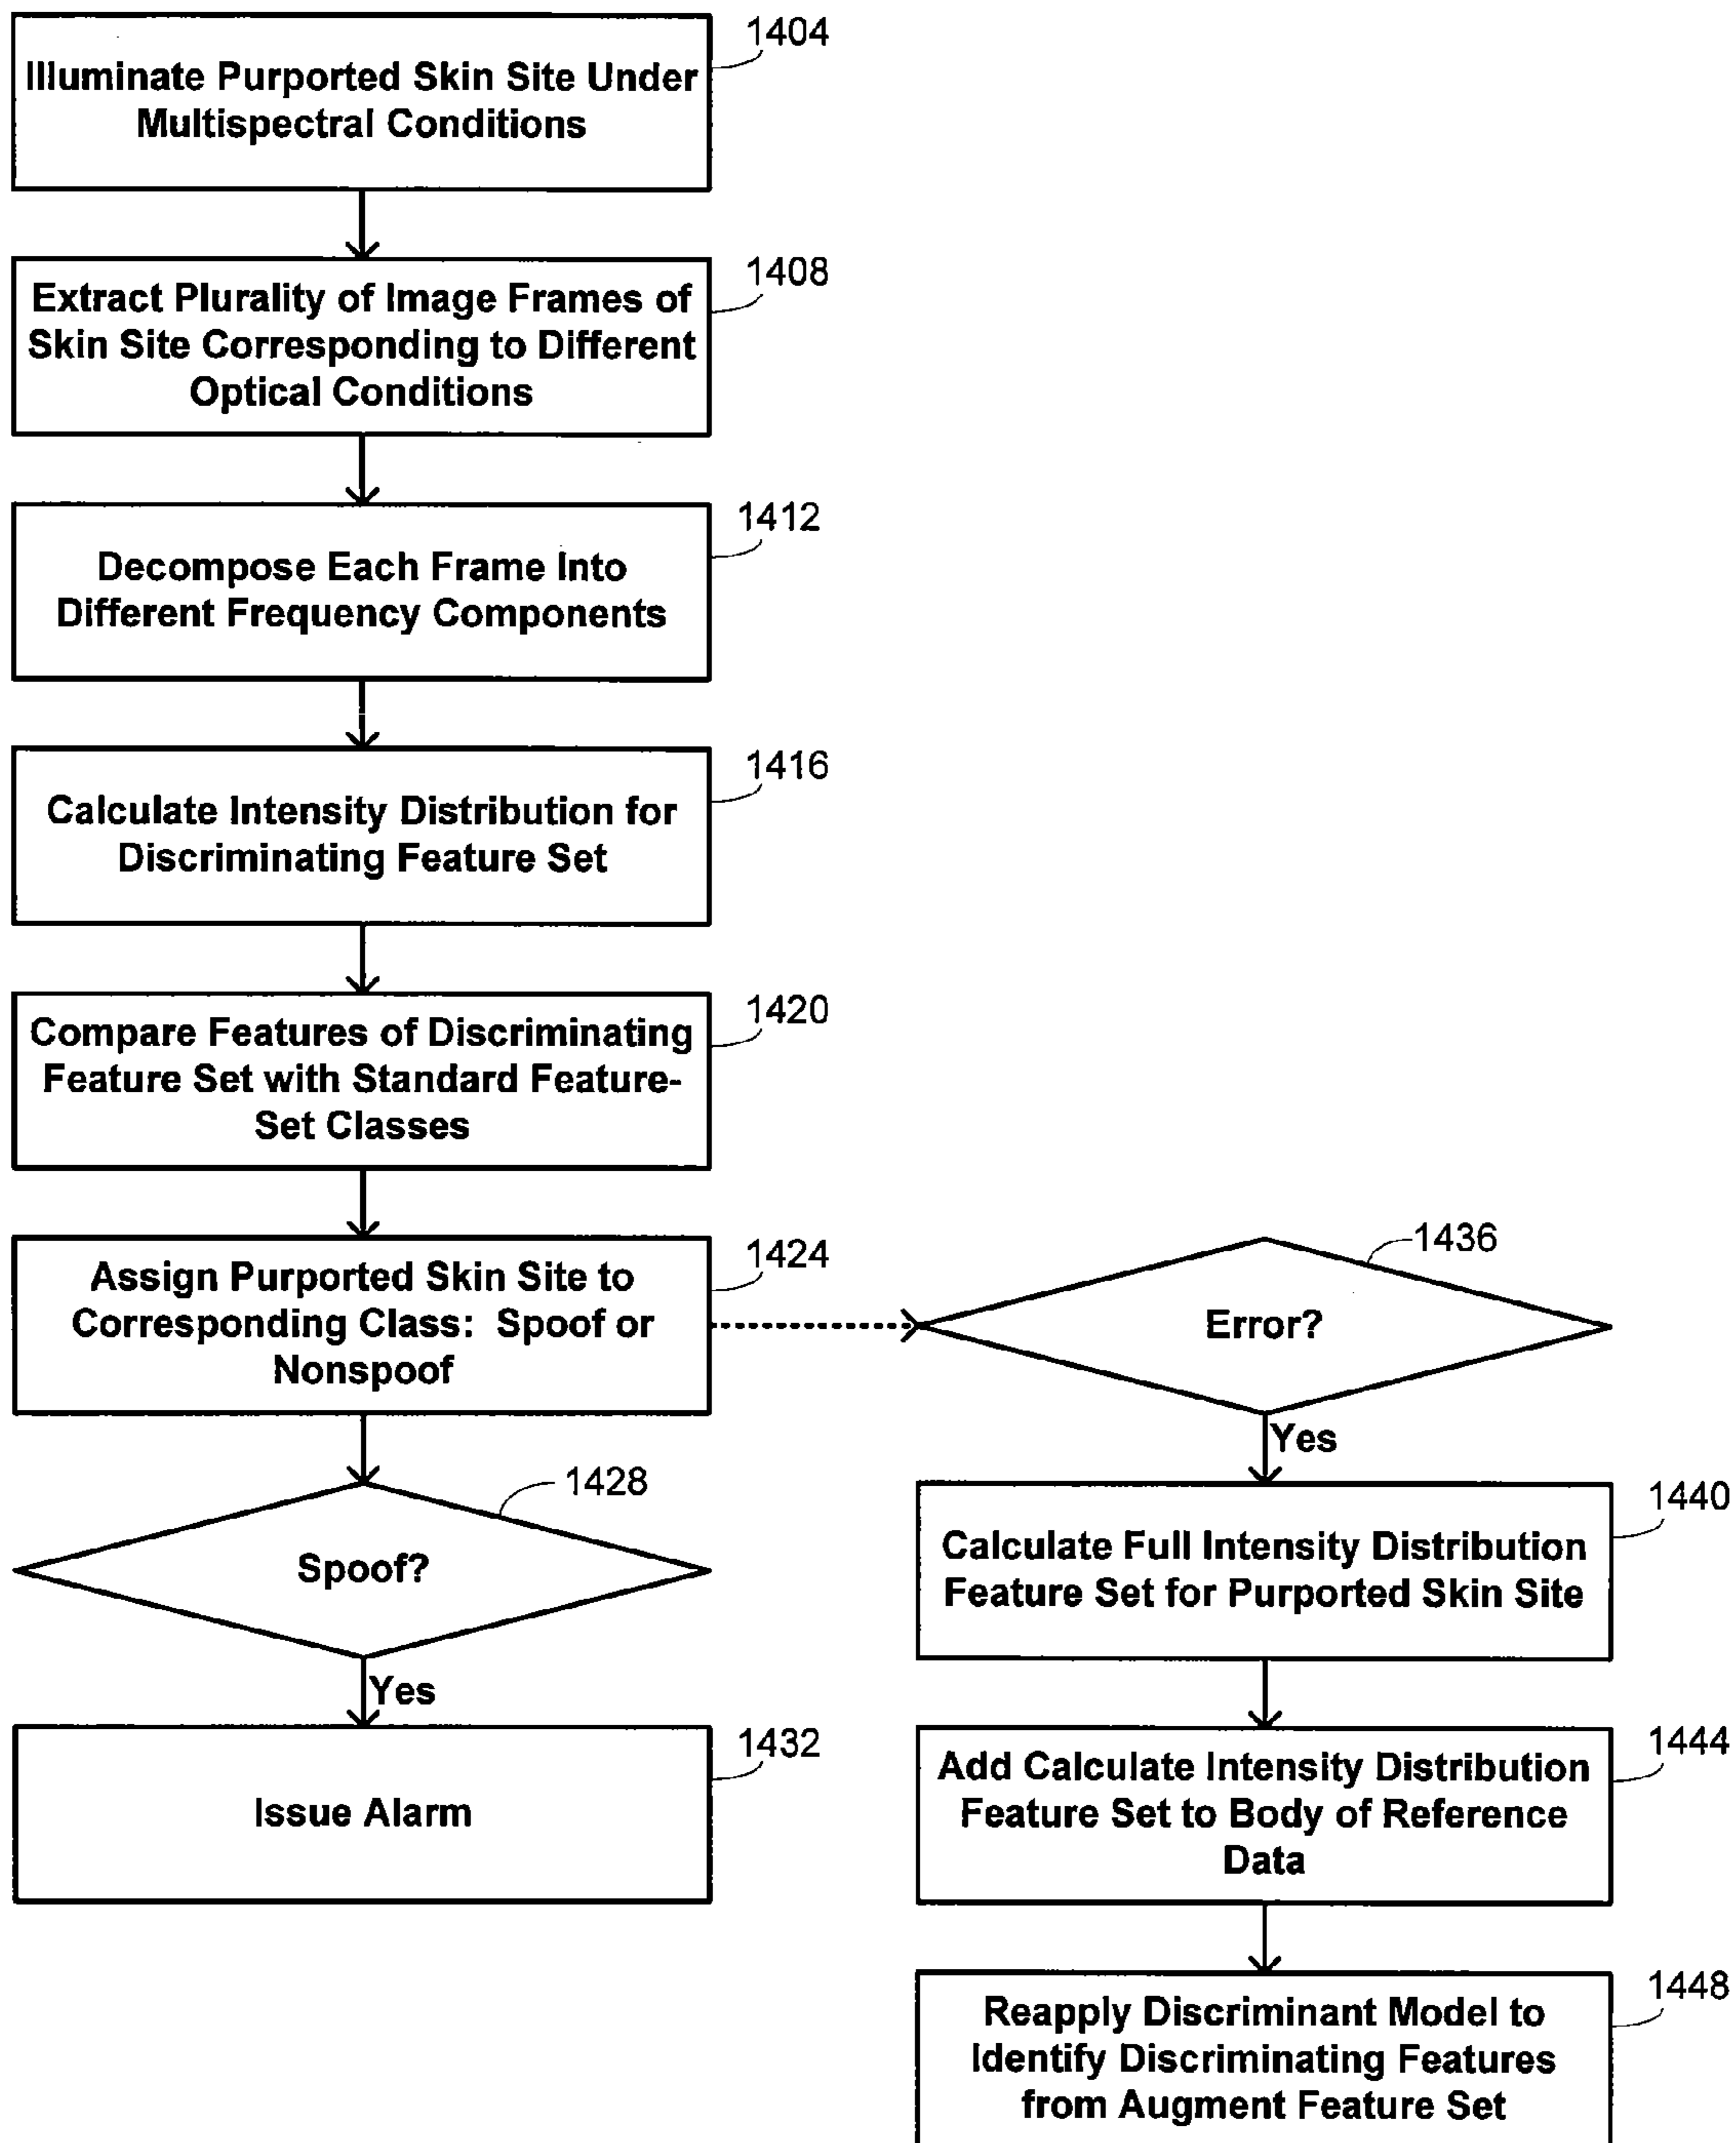 1404
Illuminate Purported Skin Site Under
Multispectral Conditions
1408
Extract Plurality of Image Frames of
Skin Site Corresponding to Different
Optical Conditions
1412
Decompose Each Frame Into
Different Frequency Components
1416
Calculate Intensity Distribution for
Discriminating Feature Set
1420
Compare Features of Discriminating
Feature Set with Standard Feature-
Set Classes
1424
Assign Purported Skin Site to
Corresponding Class: Spoof or
Nonspoof
1428
Spoof?
Yes
1432
Issue Alarm
1436
Error?
Yes
1440
Calculate Full Intensity Distribution
Feature Set for Purported Skin Site
1444
Add Calculate Intensity Distribution
Feature Set to Body of Reference
Data
1448
Reapply Discriminant Model to
Identify Discriminating Features
from Augment Feature Set